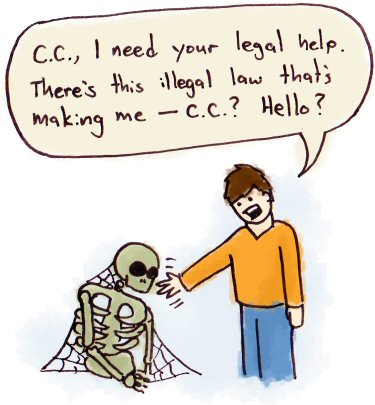 C.C., I need your legal help.
There's this illegal law that's
making me — C.C.? Hello?